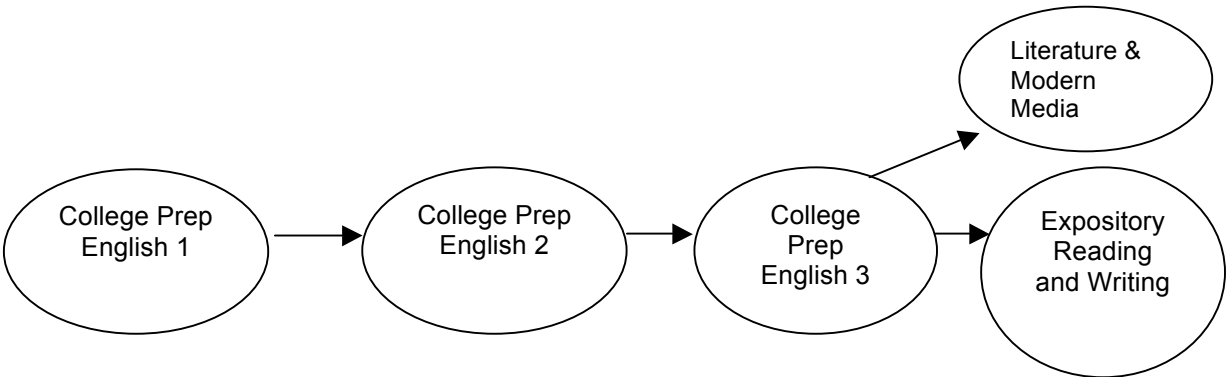 College Prep
English 1
College Prep
English 2
College
Prep
English 3
Literature &
Modern
Media
Expository
Reading
and Writing